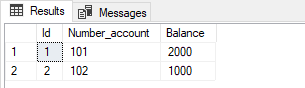 Results Messages
Id Number_account Balance
1 1 101 2000
2 2 102 1000